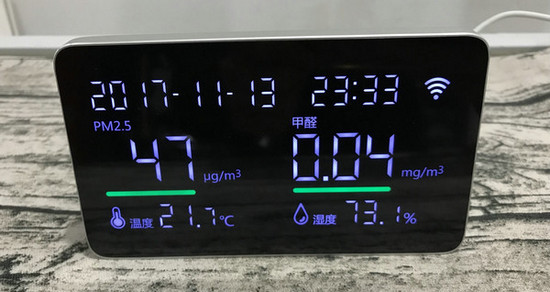 2017-11-13 23:33
PM2.5 甲醛
47 μg/m³ 0.04 mg/m³
温度 21.7℃ 湿度 73.1%